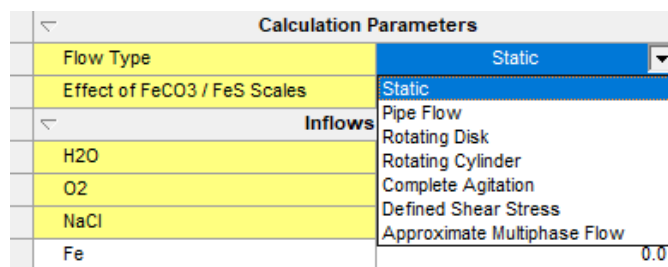 Calculation Parameters
Flow Type Static
Effect of FeCO3 / FeS Scales Static
Pipe Flow
Inflows
Rotating Disk
H2O Rotating Cylinder
O2 Complete Agitation
NaCl Defined Shear Stress
Approximate Multiphase Flow
Fe 0.0